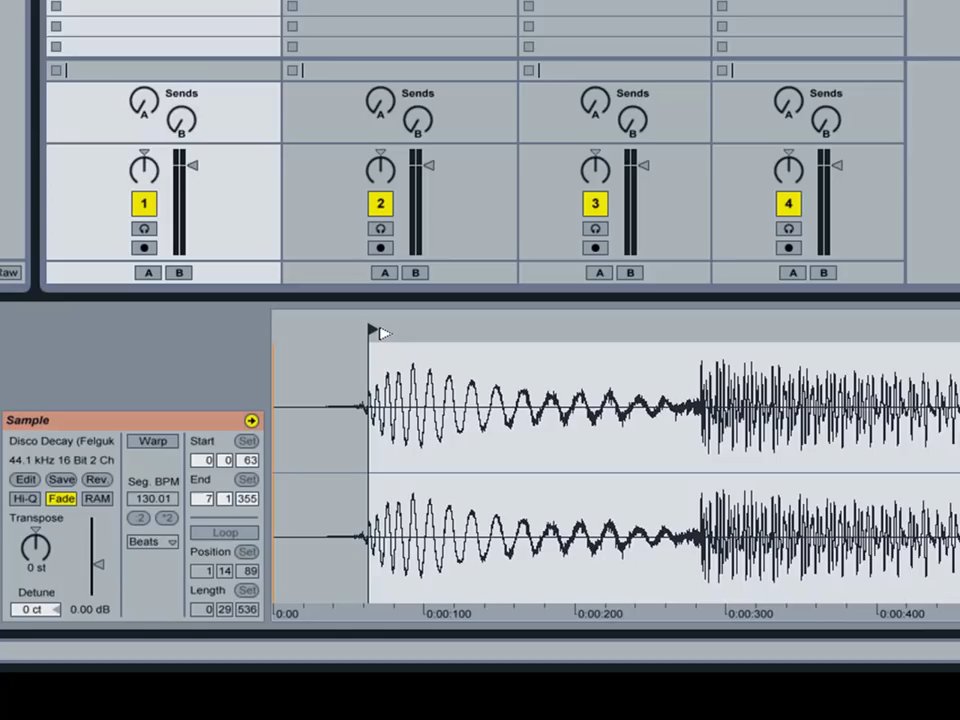 Sends Sends Sends Sends
A A A A
B B B B
1 2 3 4
A B A B A B A B
Raw
Sample
Disco Decay (Felguk Warp Start Set
44.1 kHz 16 Bit 2 Ch 0 0 63
Edit Save Rev. Seg. BPM End Set
Hi-Q Fade RAM 130.01 7 1 355
Transpose :2 *2
Loop
Beats Position Set
0 st 1 14 89
Detune Length Set
0 ct 0.00 dB 0 29 536
0:00 0:00:100 0:00:200 0:00:300 0:00:400